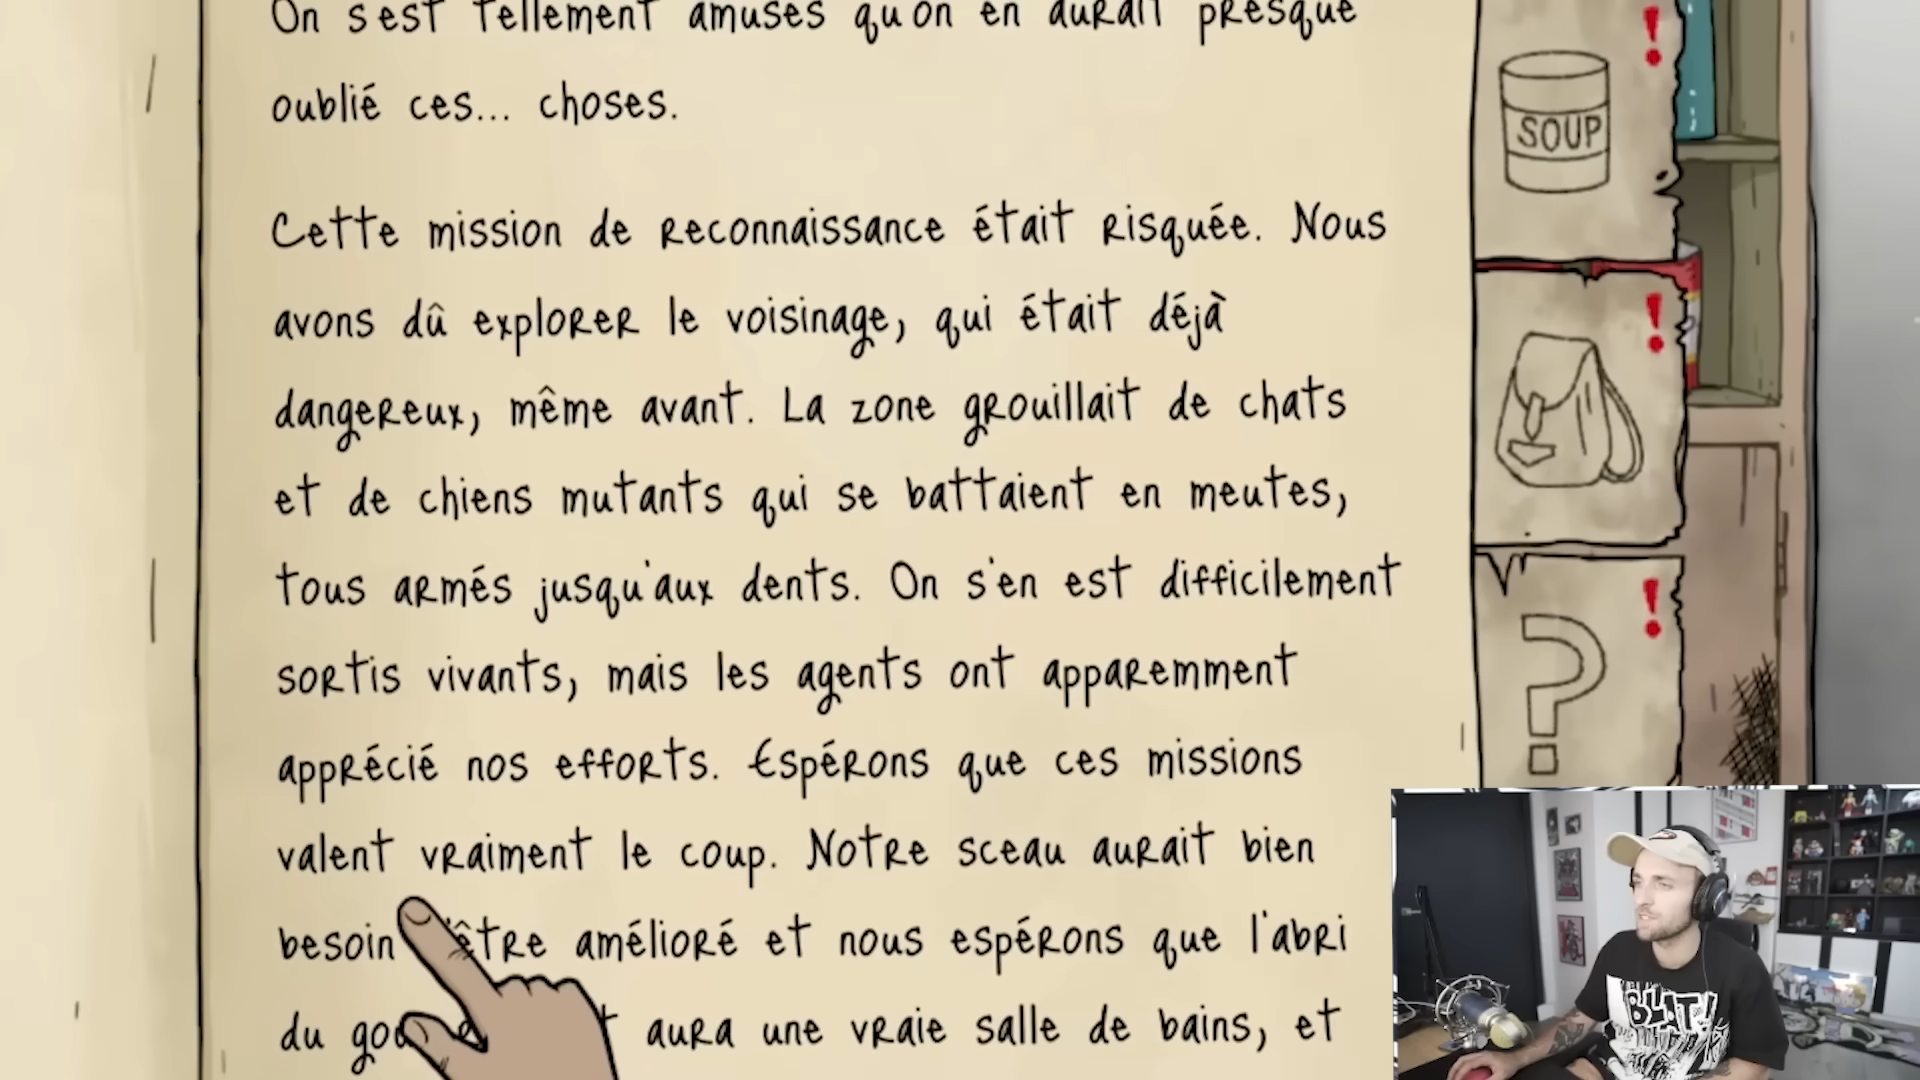 On s'est tellement amusés qu'on en aurait presque
oublié ces... choses.
Cette mission de reconnaissance était risquée. Nous
avons dû explorer le voisinage, qui était déjà
dangereux, même avant. La zone grouillait de chats
et de chiens mutants qui se battaient en meutes,
tous armés jusqu'aux dents. On s'en est difficilement
sortis vivants, mais les agents ont apparemment
apprécié nos efforts. Espérons que ces missions
valent vraiment le coup. Notre sceau aurait bien
besoin être amélioré et nous espérons que l'abri
du aura une vraie salle de bains, et
!
SOUP
!
!
?